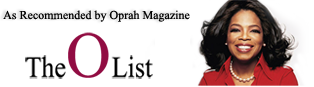 As Recommended by Oprah Magazine
The O List